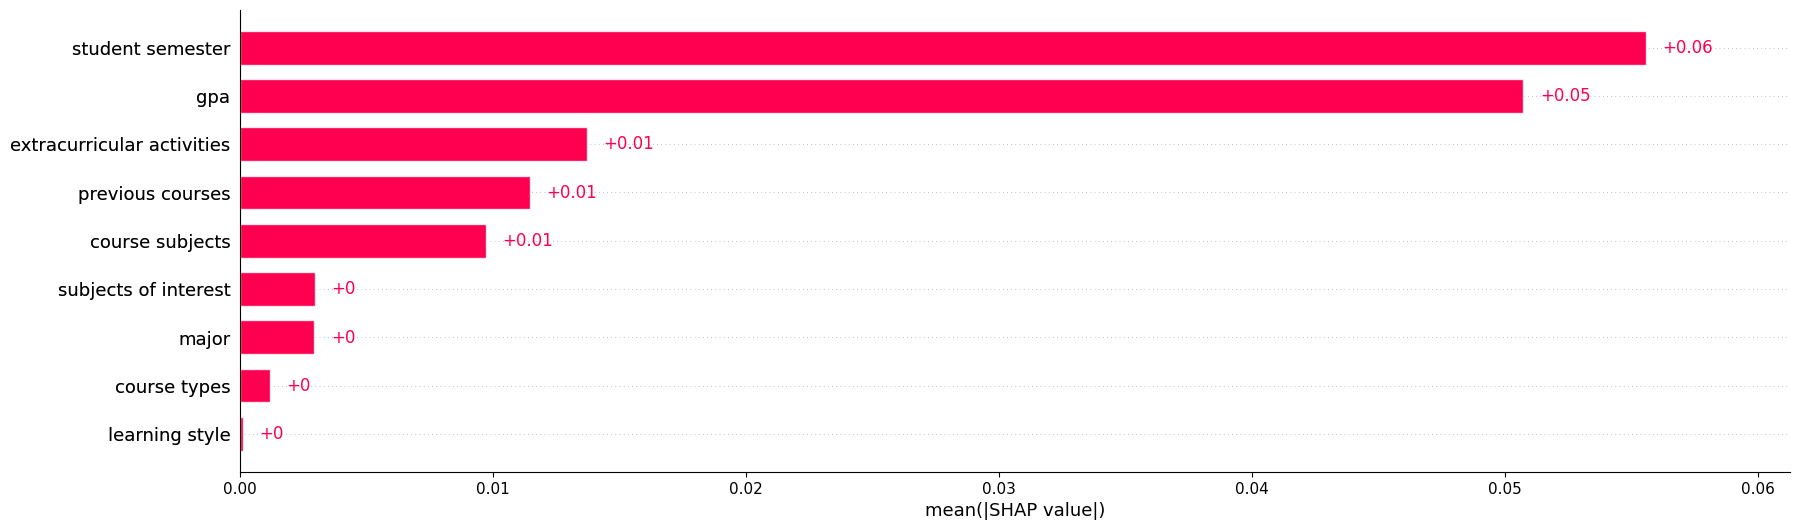 student semester +0.06
gpa +0.05
extracurricular activities +0.01
previous courses +0.01
course subjects +0.01
subjects of interest +0
major +0
course types +0
learning style +0
0.00 0.01 0.02 0.03 0.04 0.05 0.06
mean(|SHAP value|)